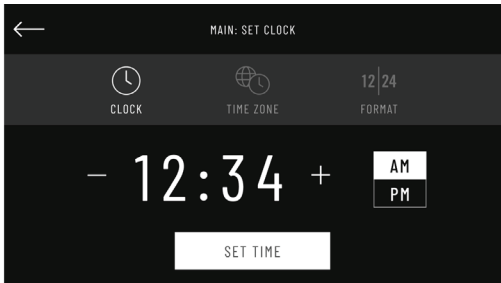 MAIN: SET CLOCK
12|24
CLOCK
TIME ZONE
FORMAT
− 12:34 +
AM
PM
SET TIME